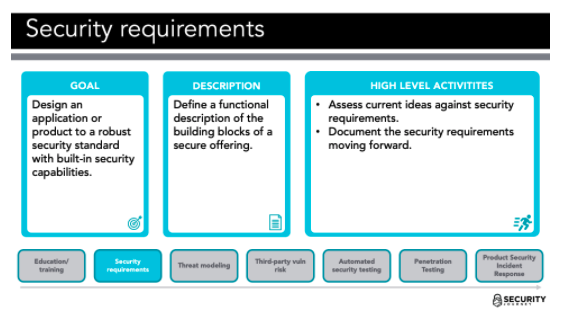 Security requirements
GOAL
Design an
application or
product to a robust
security standard
with built-in security
capabilities.
DESCRIPTION
Define a functional
description of the
building blocks of a
secure offering.
HIGH LEVEL ACTIVITITES
• Assess current ideas against security
requirements.
• Document the security requirements
moving forward.
Education/
training
Security
requirements
Threat modeling
Third-party vuln
risk
Automated
security testing
Penetration
Testing
Product Security
Incident
Response
SECURITY
JOURNEY